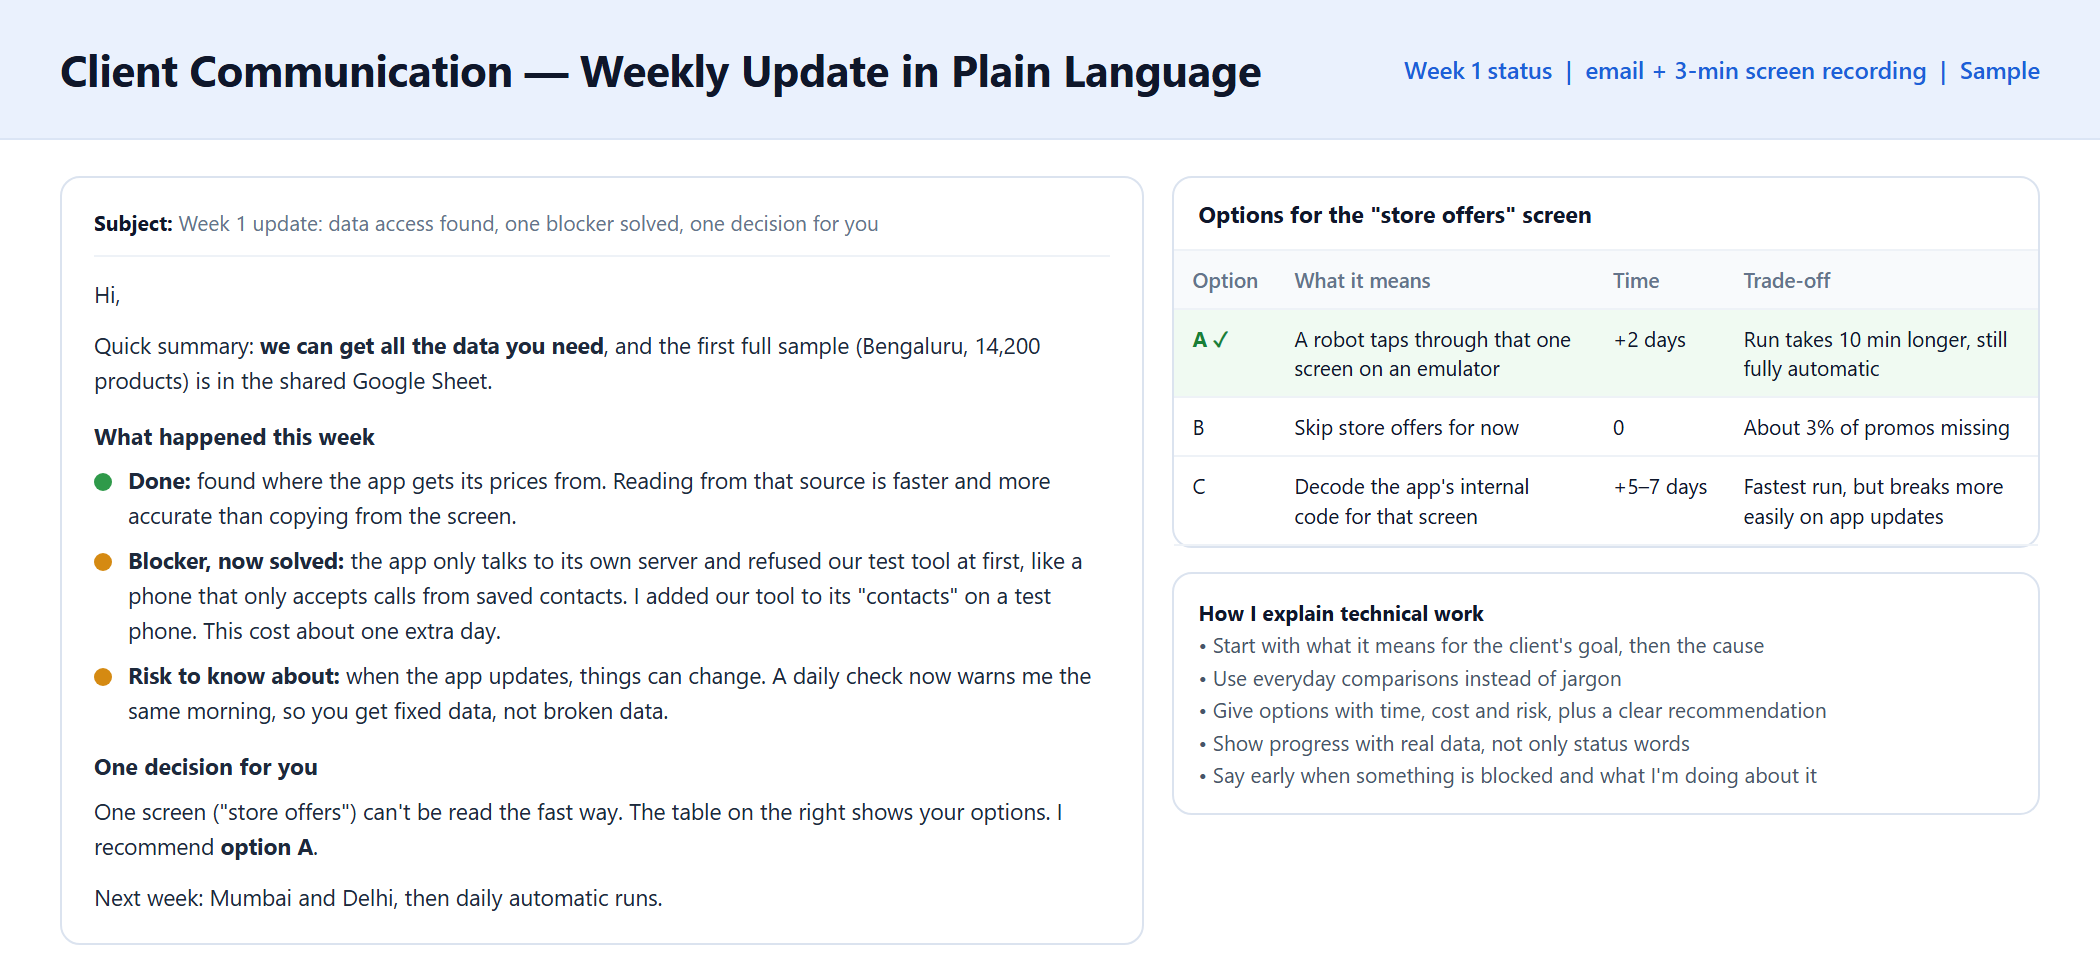 Client Communication — Weekly Update in Plain Language
Week 1 status | email + 3-min screen recording | Sample
Subject: Week 1 update: data access found, one blocker solved, one decision for you
Hi,
Quick summary: we can get all the data you need, and the first full sample (Bengaluru, 14,200
products) is in the shared Google Sheet.
What happened this week
Done: found where the app gets its prices from. Reading from that source is faster and more
accurate than copying from the screen.
Blocker, now solved: the app only talks to its own server and refused our test tool at first, like a
phone that only accepts calls from saved contacts. I added our tool to its "contacts" on a test
phone. This cost about one extra day.
Risk to know about: when the app updates, things can change. A daily check now warns me the
same morning, so you get fixed data, not broken data.
One decision for you
One screen ("store offers") can't be read the fast way. The table on the right shows your options. I
recommend option A.
Next week: Mumbai and Delhi, then daily automatic runs.
Options for the "store offers" screen
Option What it means Time Trade-off
A ✓ A robot taps through that one +2 days Run takes 10 min longer, still
screen on an emulator fully automatic
B Skip store offers for now 0 About 3% of promos missing
C Decode the app's internal +5–7 days Fastest run, but breaks more
code for that screen easily on app updates
How I explain technical work
• Start with what it means for the client's goal, then the cause
• Use everyday comparisons instead of jargon
• Give options with time, cost and risk, plus a clear recommendation
• Show progress with real data, not only status words
• Say early when something is blocked and what I'm doing about it